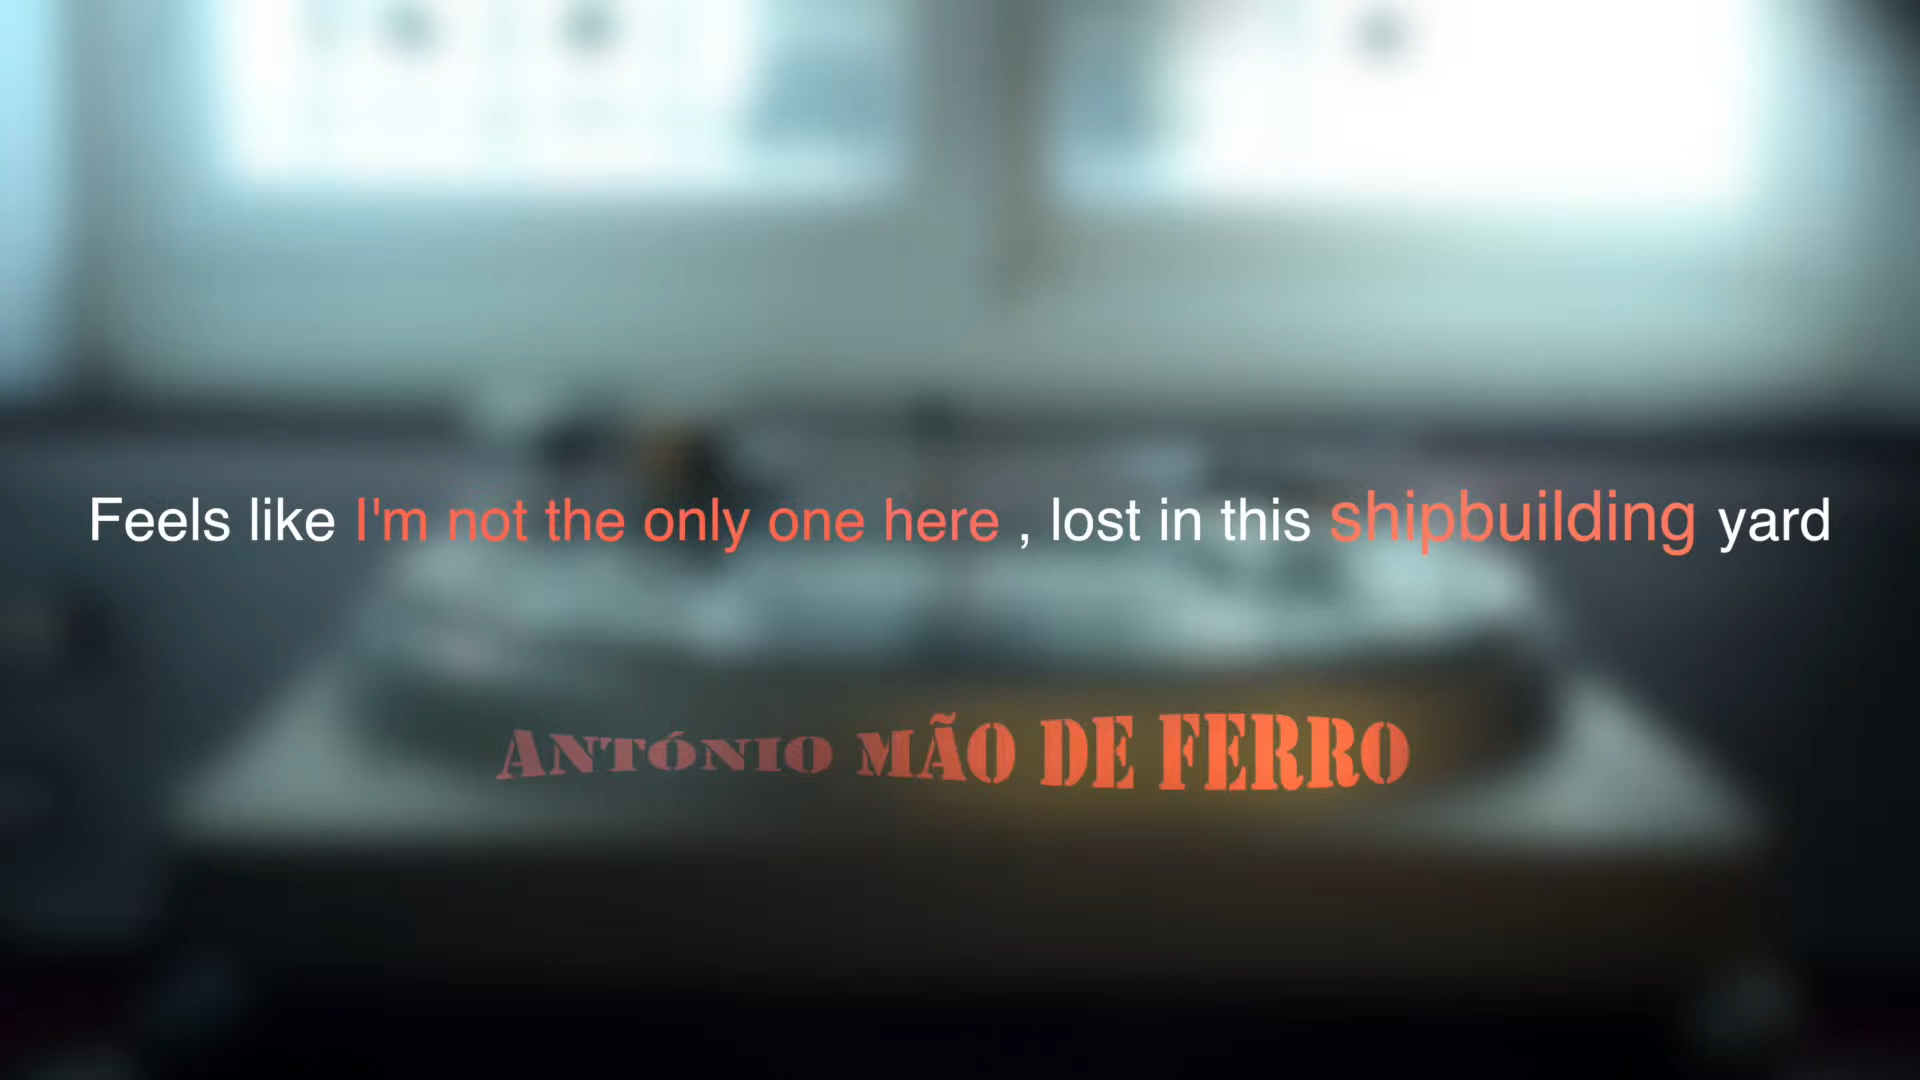 Feels like I'm not the only one here , lost in this shipbuilding yard
ANTÓNIO MÃO DE FERRO